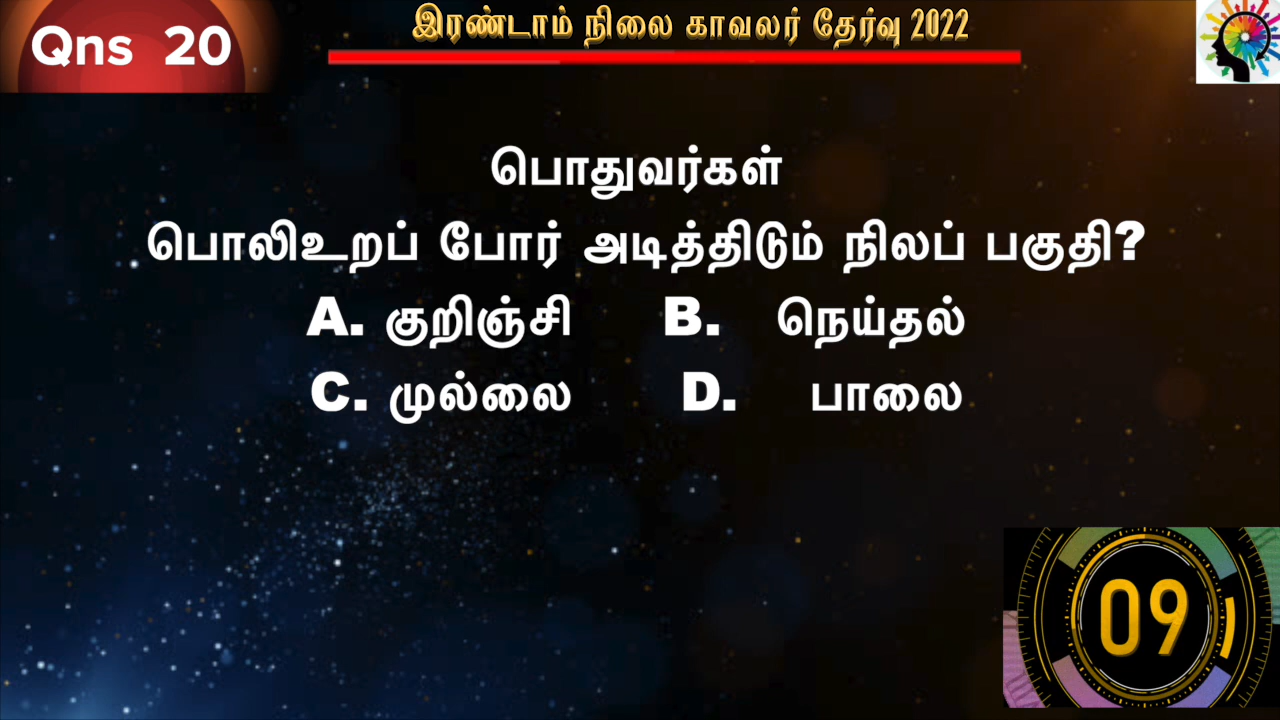 Qns 20
இரண்டாம் நிலை காவலர் தேர்வு 2022
பொதுவர்கள்
பொலிஉறப் போர் அடித்திடும் நிலப் பகுதி?
A. குறிஞ்சி B. நெய்தல்
C. முல்லை D. பாலை
09